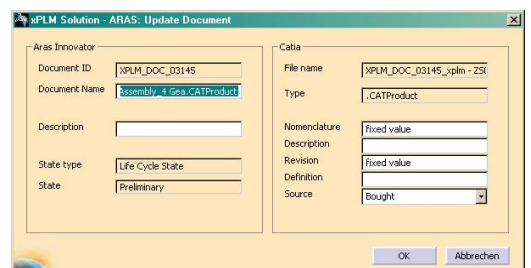 xPLM Solution - ARAS: Update Document
Aras Innovator
Document ID XPLM_DOC_03145
Document Name Assembly_4 Gea.CATProduct
Description
State type Life Cycle State
State Preliminary
Catia
File name XPLM_DOC_03145_xplm - ZS(
Type .CATProduct
Nomenclature fixed value
Description
Revision fixed value
Definition
Source Bought
OK Abbrechen